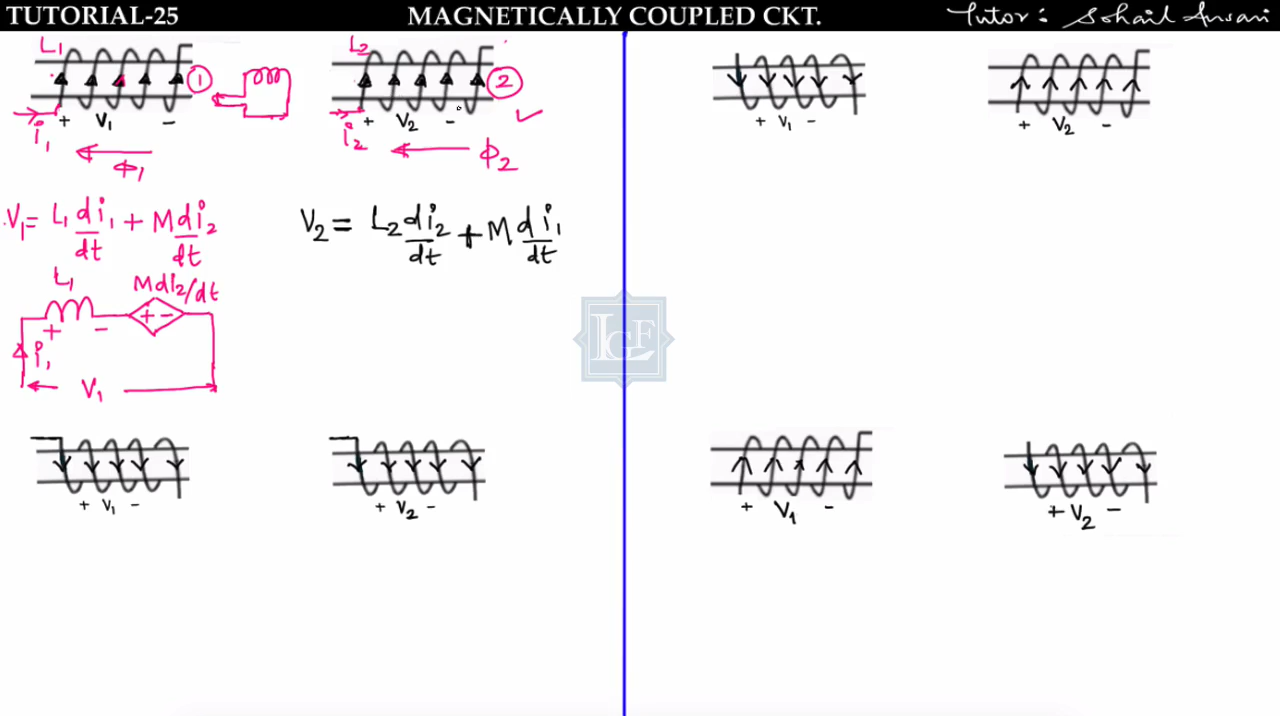 TUTORIAL-25
MAGNETICALLY COUPLED CKT.
Tutor : Sohail Ansari
L₁
①
i₁
+ V₁ −
ϕ₁
L₂
②
i₂
+ V₂ −
ϕ₂
V₁ = L₁ di₁/dt + M di₂/dt
V₂ = L₂ di₂/dt + M di₁/dt
L₁
Mdi₂/dt
+ −
+ −
i₁
V₁
+ V₁ −
+ V₂ −
+ V₁ −
+ V₂ −
+ V₁ −
+ V₂ −